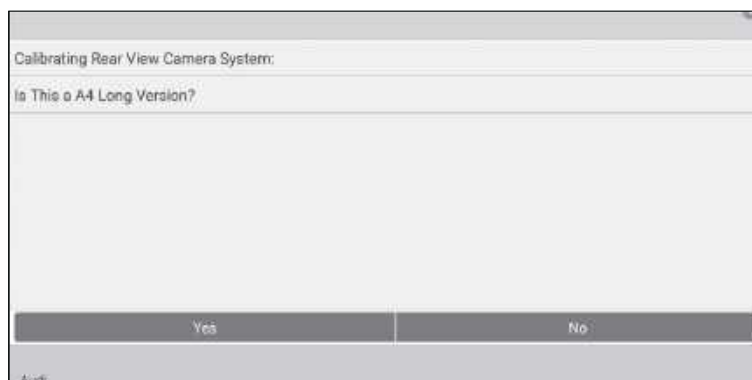 Calibrating Rear View Camera System:
Is This a A4 Long Version?
Yes
No